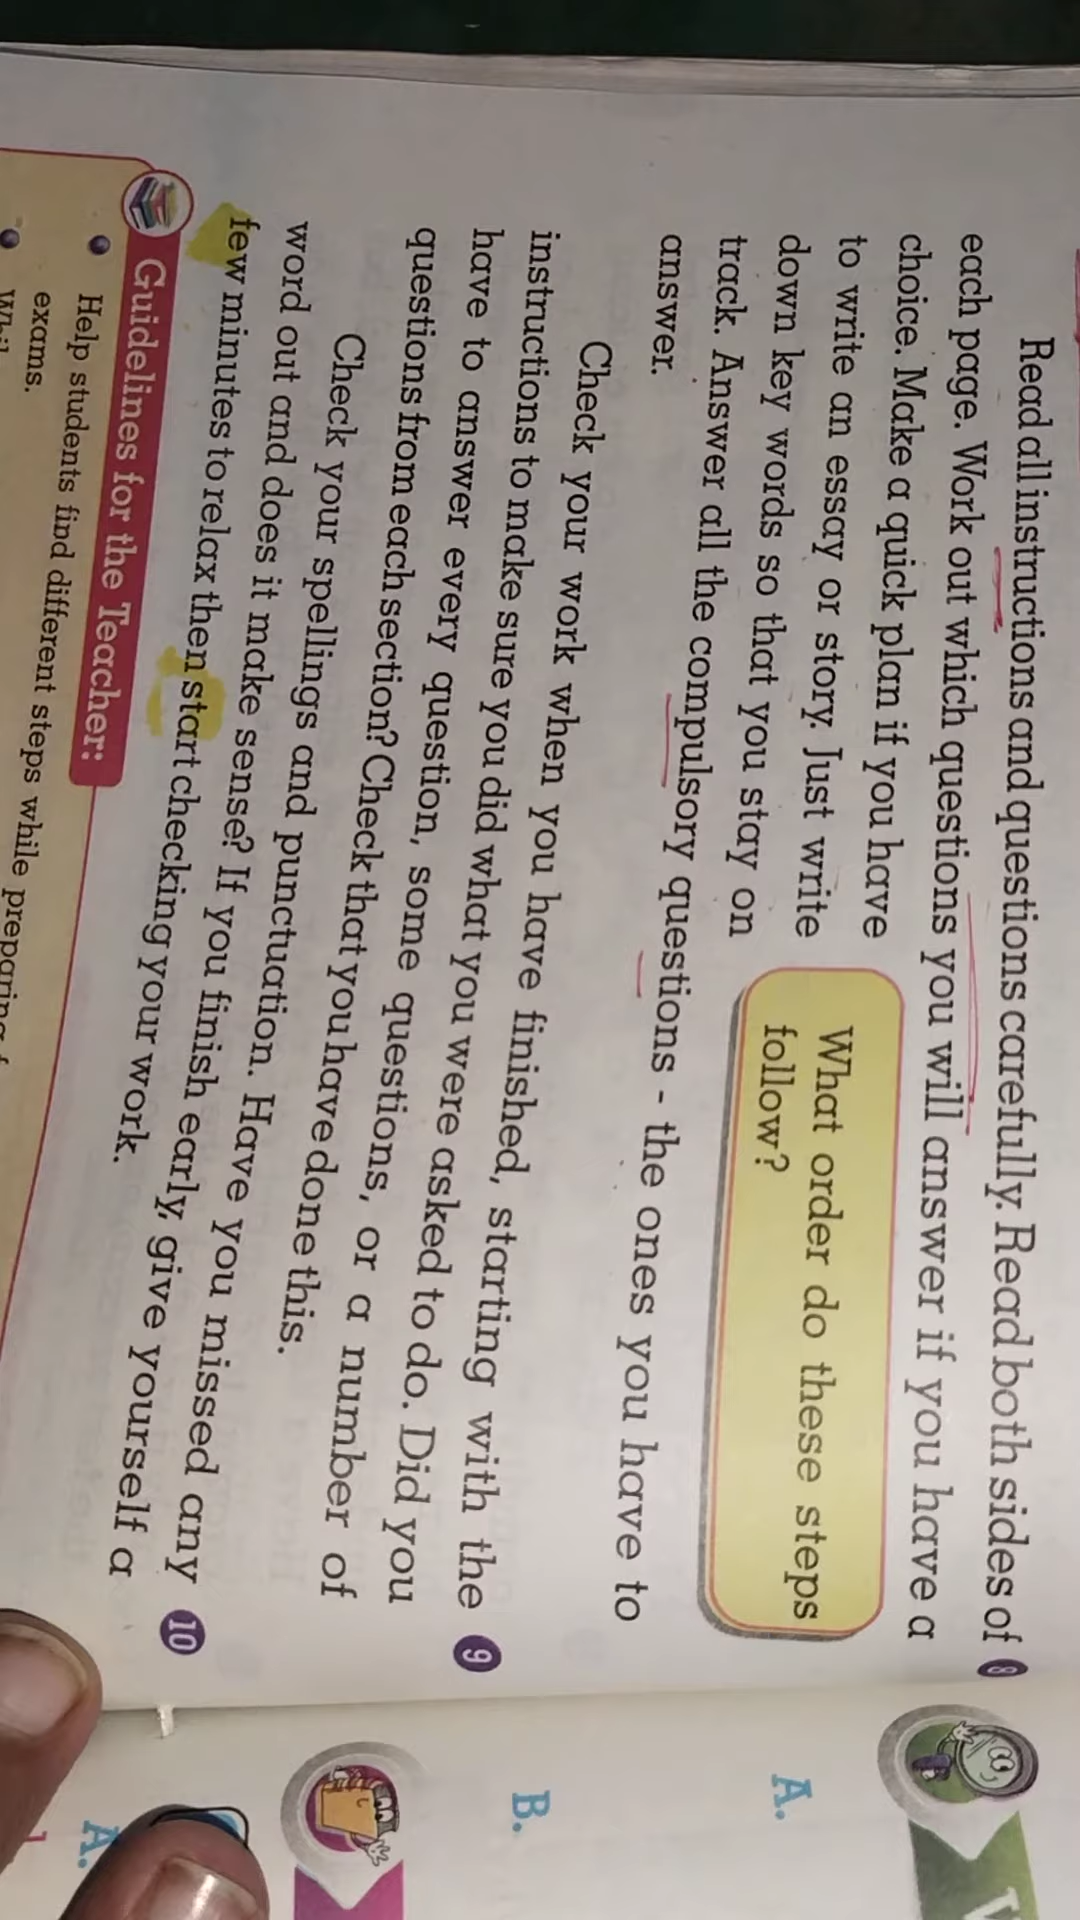 Read all instructions and questions carefully. Read both sides of 8
each page. Work out which questions you will answer if you have a
choice. Make a quick plan if you have
to write an essay or story. Just write
down key words so that you stay on
track. Answer all the compulsory questions - the ones you have to
answer.
What order do these steps
follow?
Check your work when you have finished, starting with the 9
instructions to make sure you did what you were asked to do. Did you
have to answer every question, some questions, or a number of
questions from each section? Check that you have done this.
Check your spellings and punctuation. Have you missed any 10
word out and does it make sense? If you finish early, give yourself a
few minutes to relax then start checking your work.
Guidelines for the Teacher:
Help students find different steps while preparing
exams.
A.
B.
A.